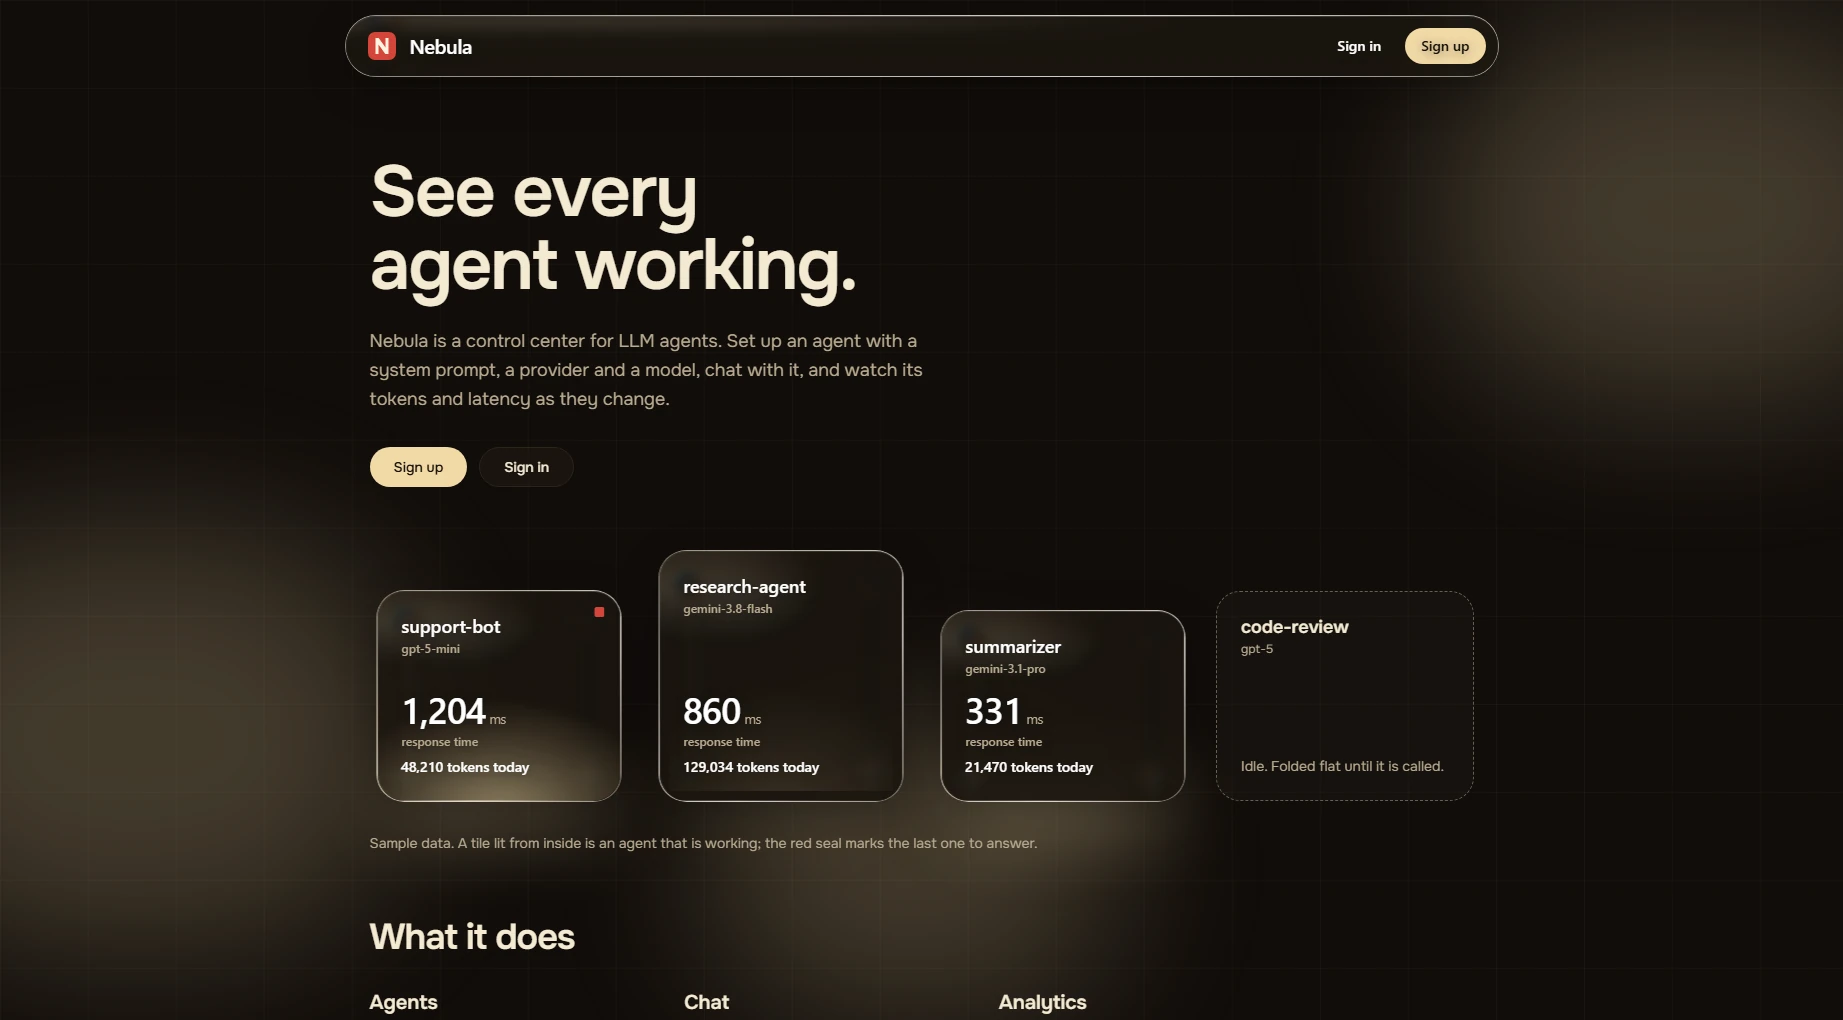 N Nebula
Sign in
Sign up
See every
agent working.
Nebula is a control center for LLM agents. Set up an agent with a
system prompt, a provider and a model, chat with it, and watch its
tokens and latency as they change.
Sign up
Sign in
support-bot
gpt-5-mini
1,204 ms
response time
48,210 tokens today
research-agent
gemini-3.8-flash
860 ms
response time
129,034 tokens today
summarizer
gemini-3.1-pro
331 ms
response time
21,470 tokens today
code-review
gpt-5
Idle. Folded flat until it is called.
Sample data. A tile lit from inside is an agent that is working; the red seal marks the last one to answer.
What it does
Agents
Chat
Analytics